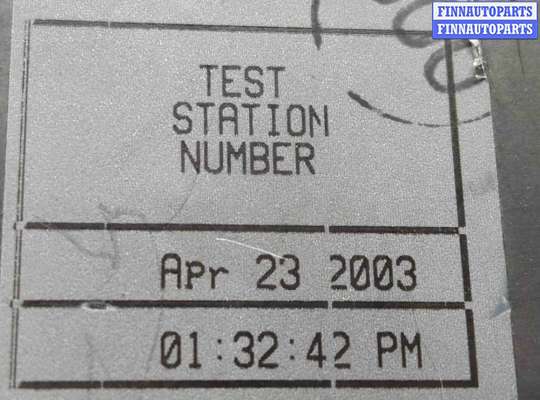 FINNAUTOPARTS
FINNAUTOPARTS
TEST
STATION
NUMBER
Apr 23 2003
01:32:42 PM